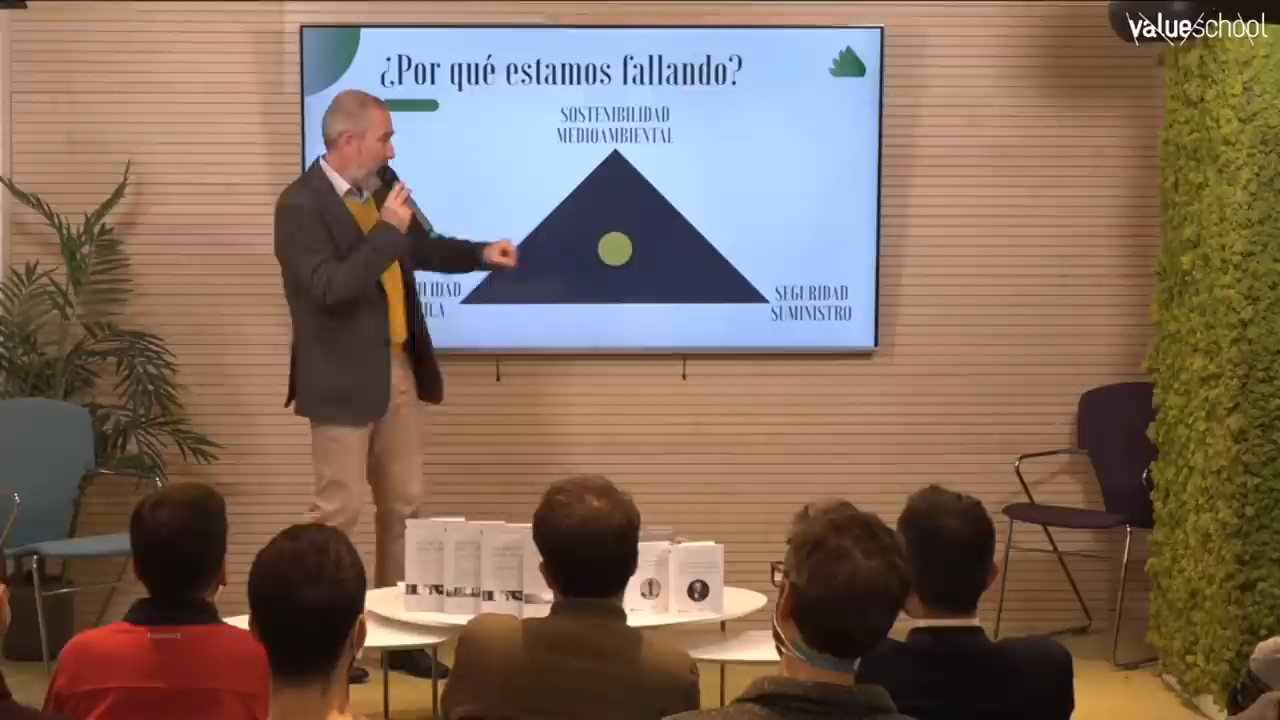 valueschool
¿Por qué estamos fallando?
SOSTENIBILIDAD
MEDIOAMBIENTAL
SEGURIDAD
SUMINISTRO